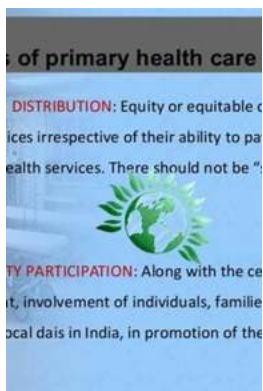 s of primary health care
DISTRIBUTION: Equity or equitable
ices irrespective of their ability to pa
ealth services. There should not be "s
TY PARTICIPATION: Along with the ce
t, involvement of individuals, familie
ocal dais in India, in promotion of the